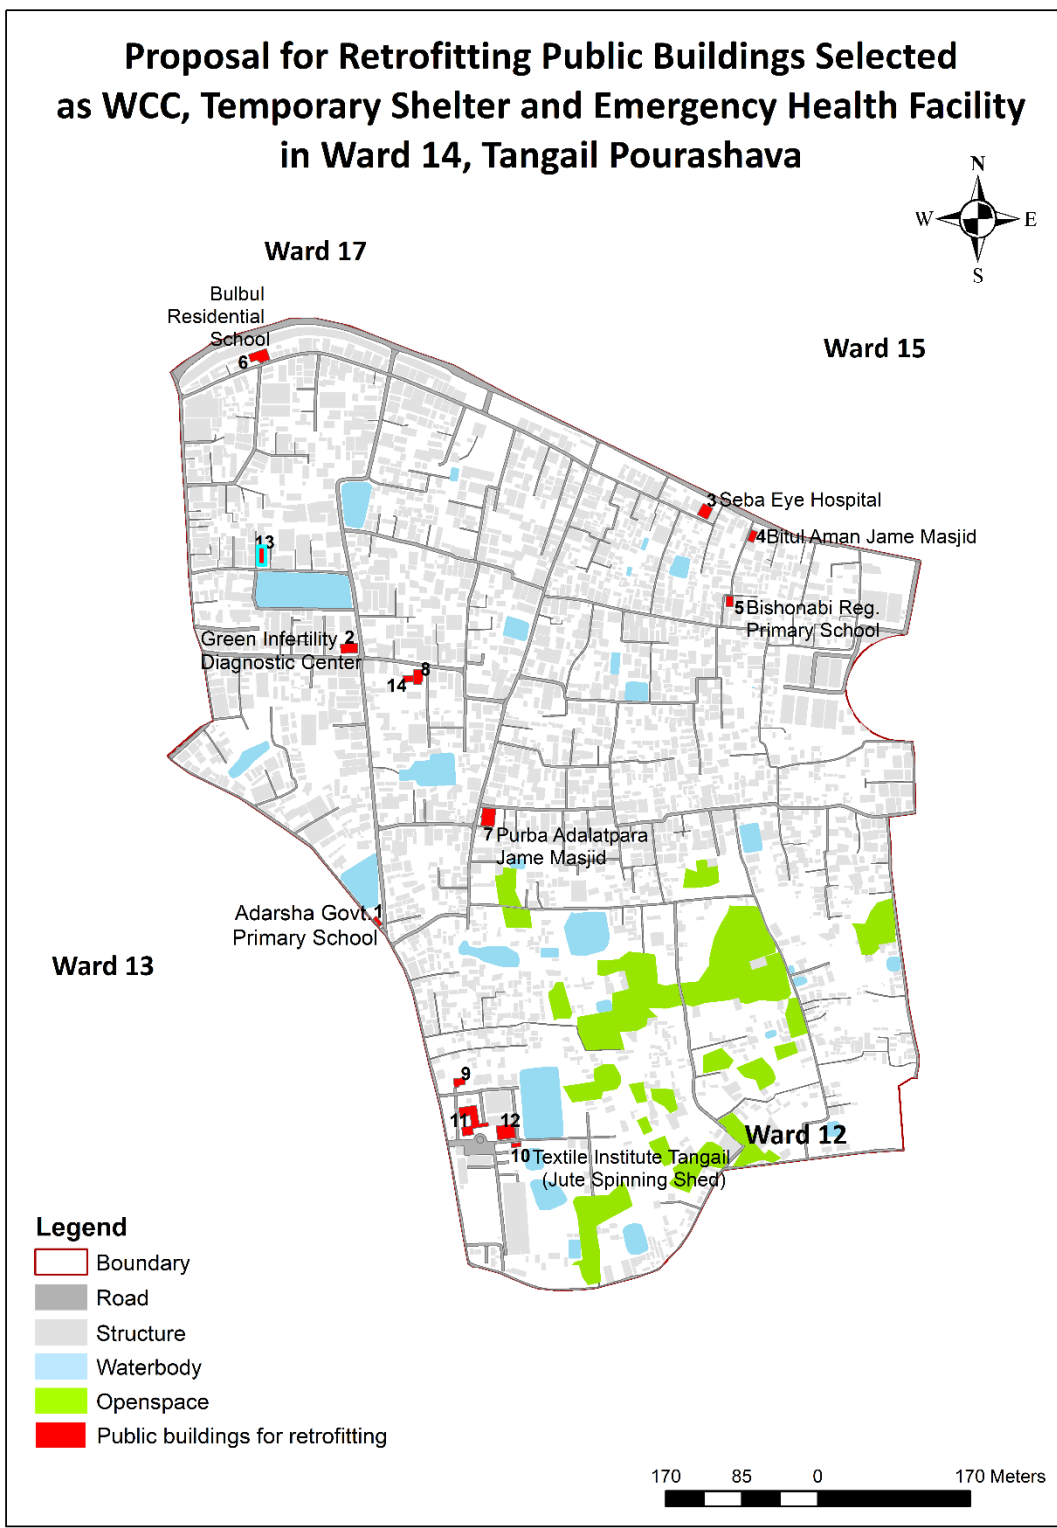 Proposal for Retrofitting Public Buildings Selected
as WCC, Temporary Shelter and Emergency Health Facility
in Ward 14, Tangail Pourashava
N
W
E
S
Ward 17
Ward 15
Bulbul
Residential
School
6
3 Seba Eye Hospital
4 Bitul Aman Jame Masjid
13
5 Bishonabi Reg.
Primary School
Green Infertility
Diagnostic Center
2
8
14
7 Purba Adalatpara
Jame Masjid
Adarsha Govt.
Primary School
1
Ward 13
9
11
12
Ward 12
10 Textile Institute Tangail
(Jute Spinning Shed)
Legend
Boundary
Road
Structure
Waterbody
Openspace
Public buildings for retrofitting
170 85 0 170 Meters